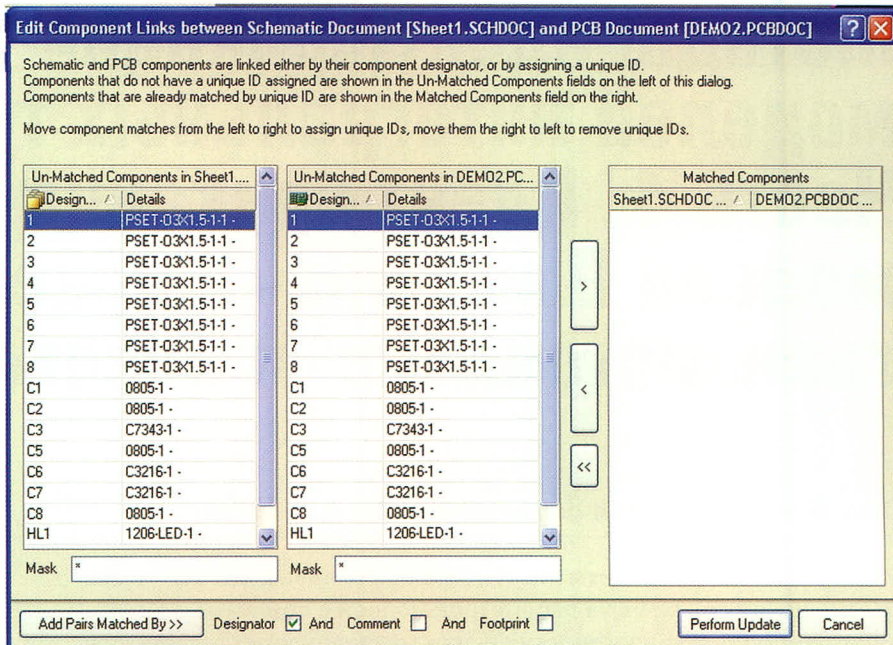 Edit Component Links between Schematic Document [Sheet1.SCHDOC] and PCB Document [DEMO2.PCBDOC]
Schematic and PCB components are linked either by their component designator, or by assigning a unique ID.
Components that do not have a unique ID assigned are shown in the Un-Matched Components fields on the left of this dialog.
Components that are already matched by unique ID are shown in the Matched Components field on the right.
Move component matches from the left to right to assign unique IDs, move them the right to left to remove unique IDs.
Un-Matched Components in Sheet1....
Design... Details
1 PSET-03X1.5-1-1 -
2 PSET-03X1.5-1-1 -
3 PSET-03X1.5-1-1 -
4 PSET-03X1.5-1-1 -
5 PSET-03X1.5-1-1 -
6 PSET-03X1.5-1-1 -
7 PSET-03X1.5-1-1 -
8 PSET-03X1.5-1-1 -
C1 0805-1 -
C2 0805-1 -
C3 C7343-1 -
C5 0805-1 -
C6 C3216-1 -
C7 C3216-1 -
C8 0805-1 -
HL1 1206-LED-1 -
Mask *
Un-Matched Components in DEMO2.PC...
Design... Details
1 PSET-03X1.5-1-1 -
2 PSET-03X1.5-1-1 -
3 PSET-03X1.5-1-1 -
4 PSET-03X1.5-1-1 -
5 PSET-03X1.5-1-1 -
6 PSET-03X1.5-1-1 -
7 PSET-03X1.5-1-1 -
8 PSET-03X1.5-1-1 -
C1 0805-1 -
C2 0805-1 -
C3 C7343-1 -
C5 0805-1 -
C6 C3216-1 -
C7 C3216-1 -
C8 0805-1 -
HL1 1206-LED-1 -
Mask *
>
<
<<
Matched Components
Sheet1.SCHDOC ... DEMO2.PCBDOC ...
Add Pairs Matched By >> Designator And Comment And Footprint Perform Update Cancel